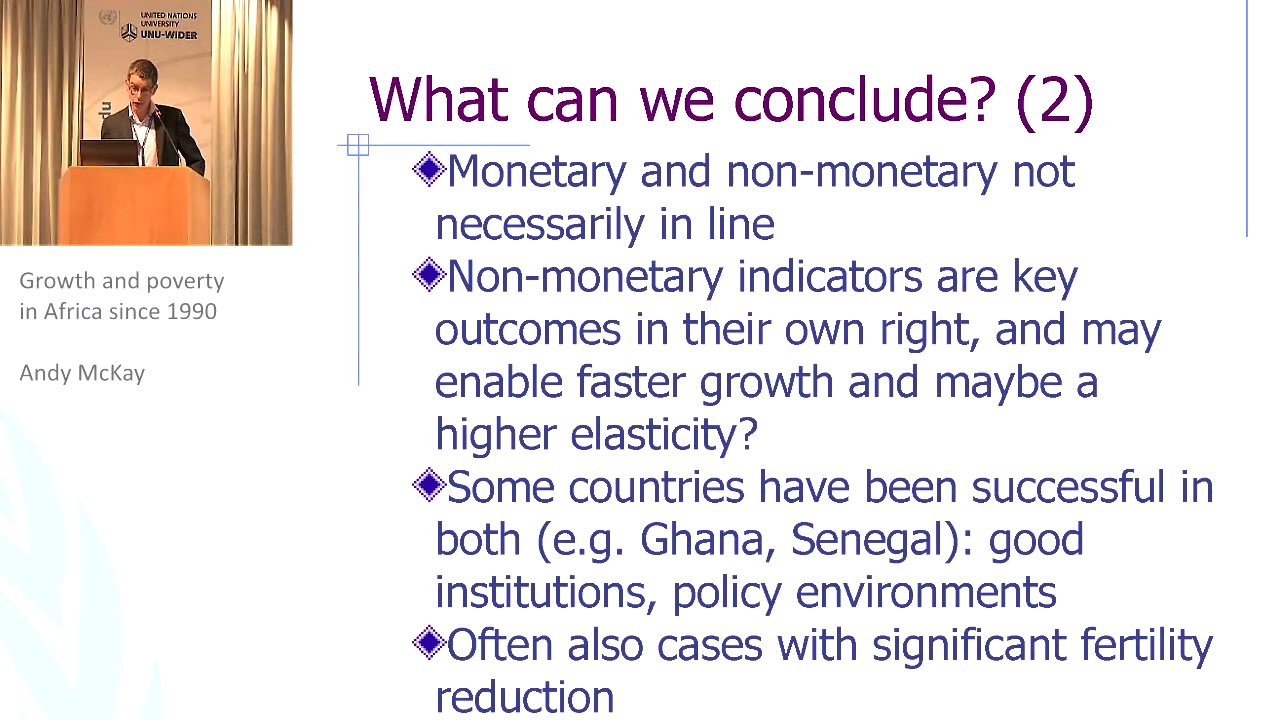 UNITED NATIONS
UNIVERSITY
UNU-WIDER
Growth and poverty
in Africa since 1990
Andy McKay
What can we conclude? (2)
Monetary and non-monetary not
necessarily in line
Non-monetary indicators are key
outcomes in their own right, and may
enable faster growth and maybe a
higher elasticity?
Some countries have been successful in
both (e.g. Ghana, Senegal): good
institutions, policy environments
Often also cases with significant fertility
reduction